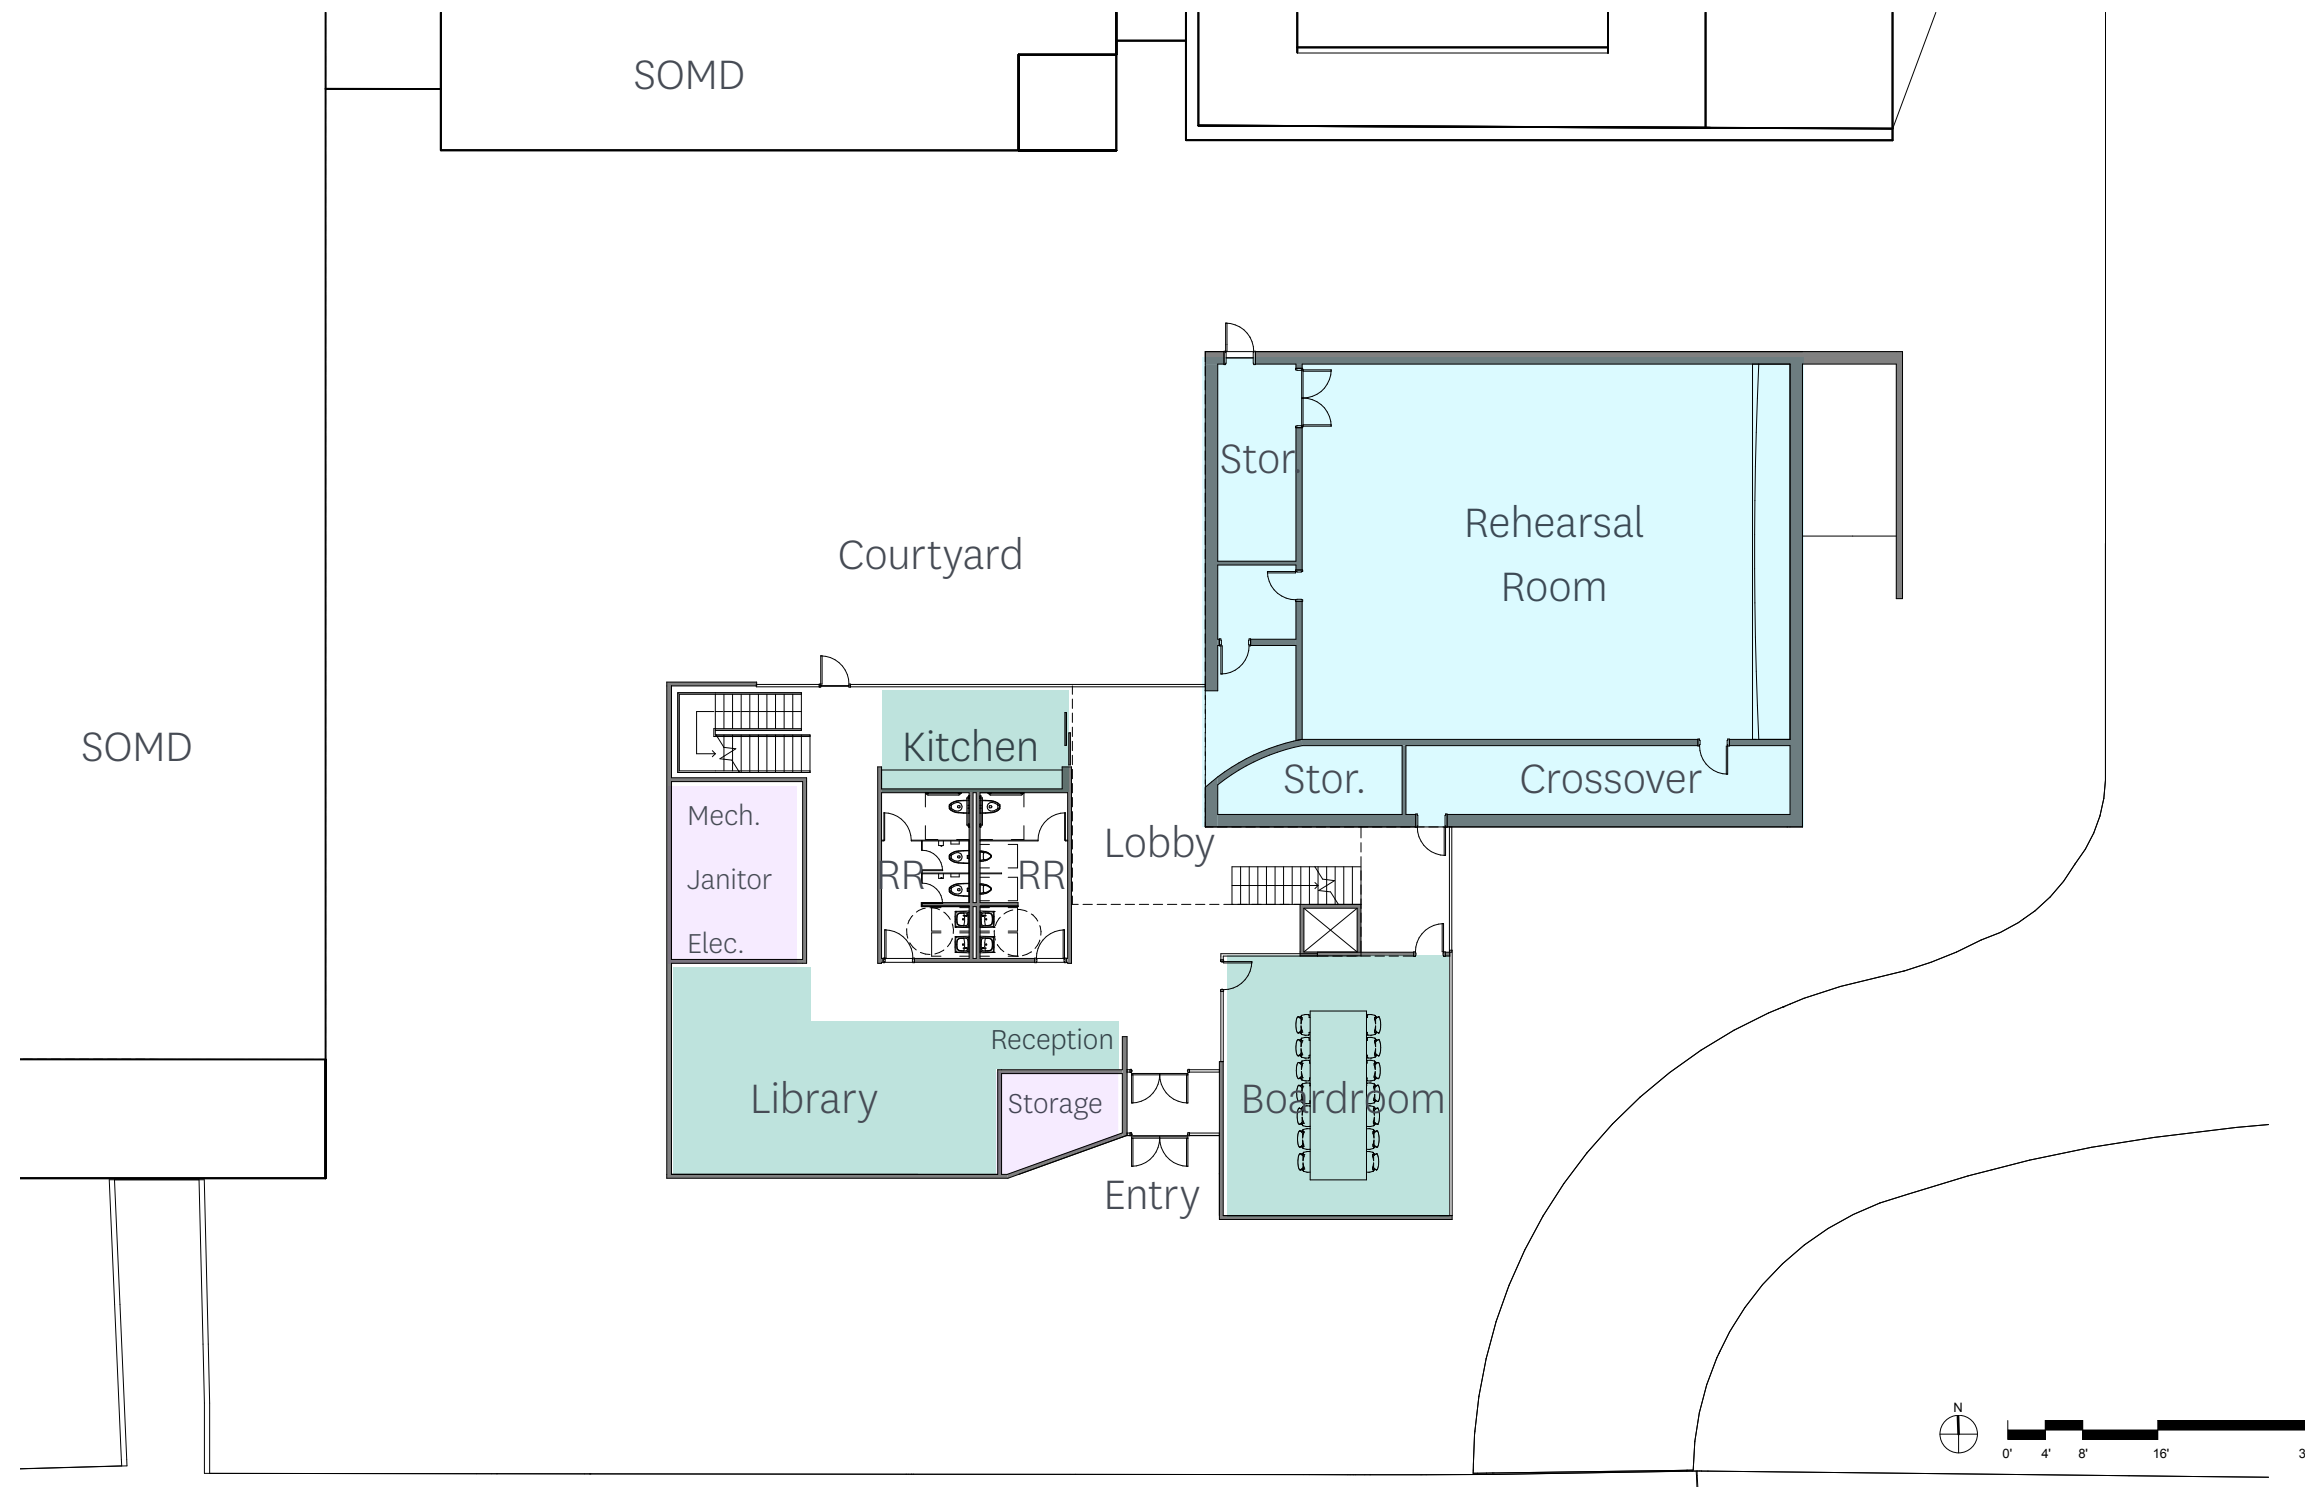 SOMD
Stor.
Rehearsal
Room
Courtyard
SOMD
Kitchen
Stor.
Crossover
Mech.
Lobby
Janitor
RR
RR
Elec.
Reception
Library
Storage
Boardroom
Entry
N
0' 4' 8' 16'